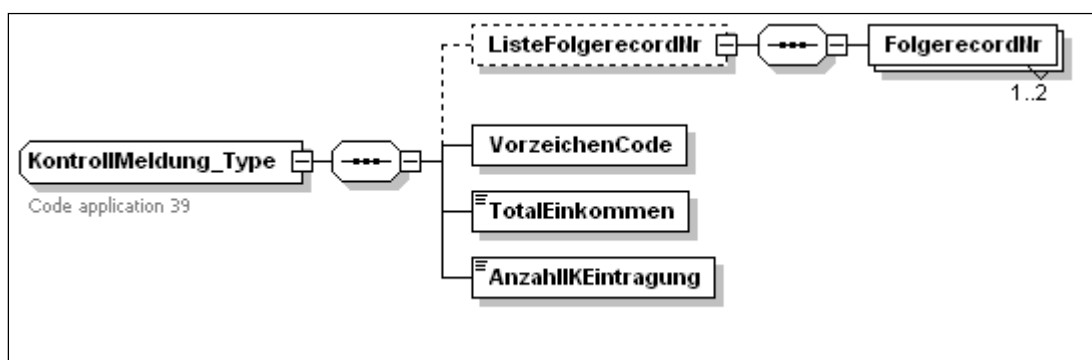 ListeFolgerecordNr
FolgerecordNr
1..2
VorzeichenCode
KontrollMeldung_Type
Code application 39
TotalEinkommen
AnzahlIKEintragung